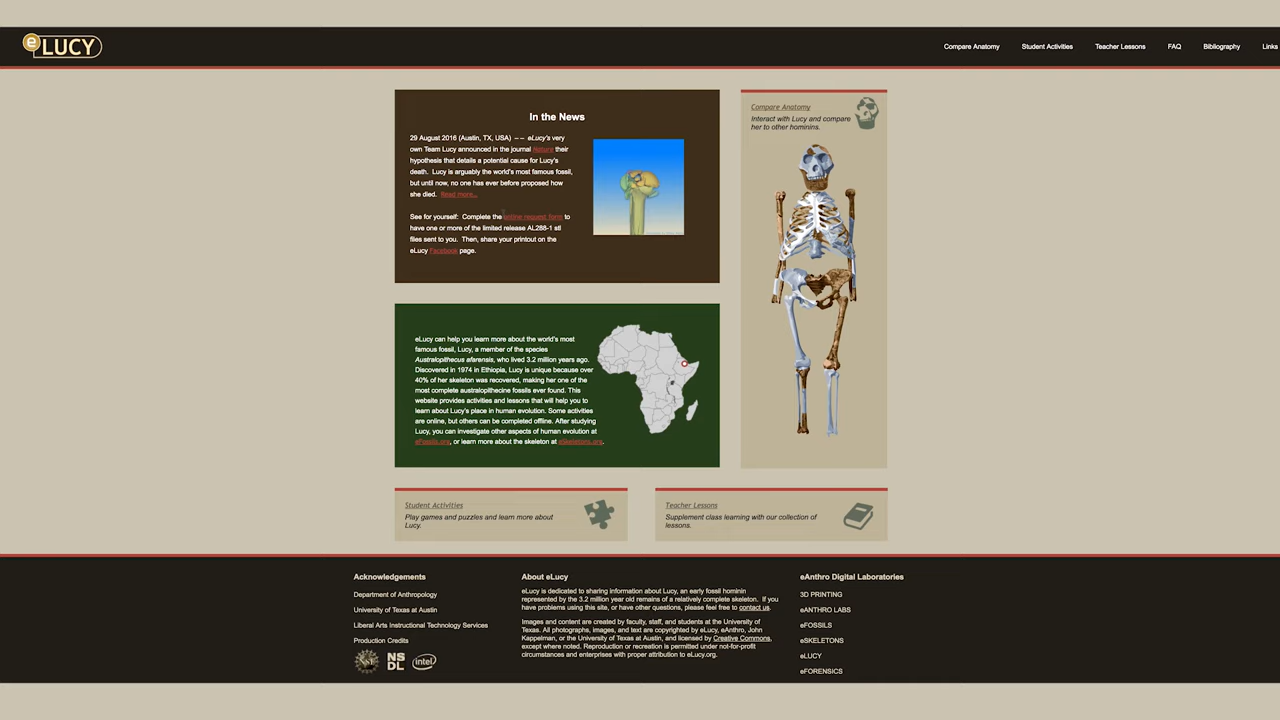 eLUCY
Compare Anatomy
Student Activities
Teacher Lessons
FAQ
Bibliography
Links
In the News
29 August 2016 (Austin, TX, USA) –– eLucy's very
own Team Lucy announced in the journal Nature their
hypothesis that details a potential cause for Lucy's
death. Lucy is arguably the world's most famous fossil,
but until now, no one has ever before proposed how
she died. Read more...
See for yourself: Complete the online request form to
have one or more of the limited release AL288-1 stl
files sent to you. Then, share your printout on the
eLucy Facebook page.
Compare Anatomy
Interact with Lucy and compare
her to other hominins.
eLucy can help you learn more about the world's most
famous fossil, Lucy, a member of the species
Australopithecus afarensis, who lived 3.2 million years ago.
Discovered in 1974 in Ethiopia, Lucy is unique because over
40% of her skeleton was recovered, making her one of the
most complete australopithecine fossils ever found. This
website provides activities and lessons that will help you to
learn about Lucy's place in human evolution. Some activities
are online, but others can be completed offline. After studying
Lucy, you can investigate other aspects of human evolution at
eFossils.org, or learn more about the skeleton at eSkeletons.org.
Student Activities
Play games and puzzles and learn more about
Lucy.
Teacher Lessons
Supplement class learning with our collection of
lessons.
Acknowledgements
Department of Anthropology
University of Texas at Austin
Liberal Arts Instructional Technology Services
Production Credits
NS
DL
intel
About eLucy
eLucy is dedicated to sharing information about Lucy, an early fossil hominin
represented by the 3.2 million year old remains of a relatively complete skeleton. If you
have problems using this site, or have other questions, please feel free to contact us.
Images and content are created by faculty, staff, and students at the University of
Texas. All photographs, images, and text are copyrighted by eLucy, eAnthro, John
Kappelman, or the University of Texas at Austin, and licensed by Creative Commons,
except where noted. Reproduction or recreation is permitted under not-for-profit
circumstances and enterprises with proper attribution to eLucy.org.
eAnthro Digital Laboratories
3D PRINTING
eANTHRO LABS
eFOSSILS
eSKELETONS
eLUCY
eFORENSICS